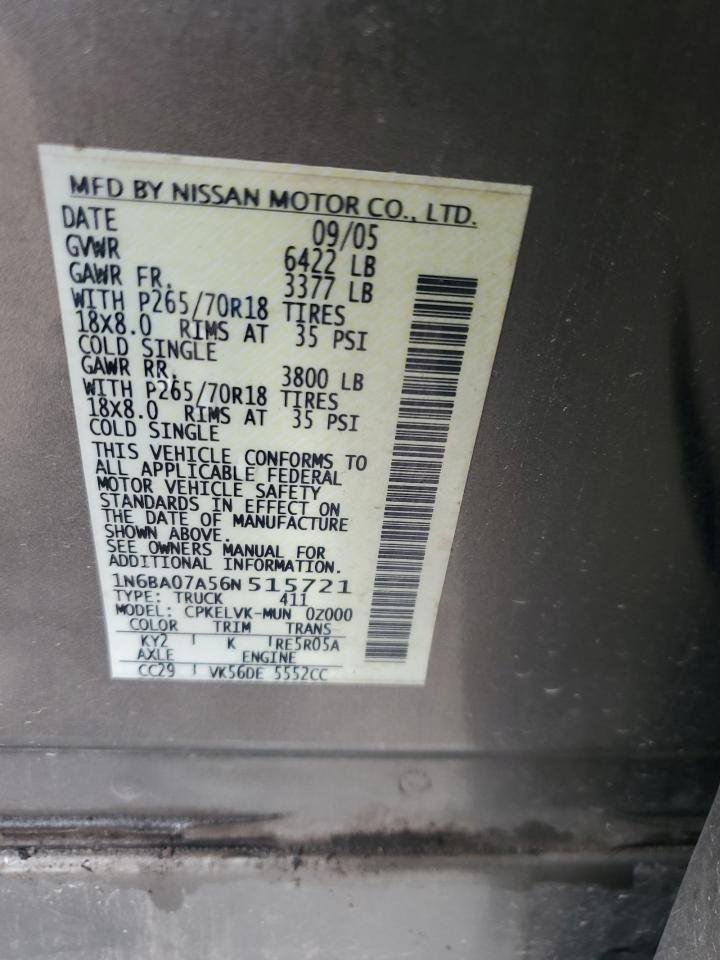 MFD BY NISSAN MOTOR CO., LTD.
DATE 09/05
GVWR 6422 LB
GAWR FR. 3377 LB
WITH P265/70R18 TIRES
18X8.0 RIMS AT 35 PSI
COLD SINGLE
GAWR RR. 3800 LB
WITH P265/70R18 TIRES
18X8.0 RIMS AT 35 PSI
COLD SINGLE
THIS VEHICLE CONFORMS TO
ALL APPLICABLE FEDERAL
MOTOR VEHICLE SAFETY
STANDARDS IN EFFECT ON
THE DATE OF MANUFACTURE
SHOWN ABOVE.
SEE OWNERS MANUAL FOR
ADDITIONAL INFORMATION.
1N6BA07A56N 515721
TYPE: TRUCK 411
MODEL: CPKELVK-MUN 0Z000
COLOR TRIM TRANS
KY2 K RE5R05A
AXLE ENGINE
CC29 VK56DE 5552CC